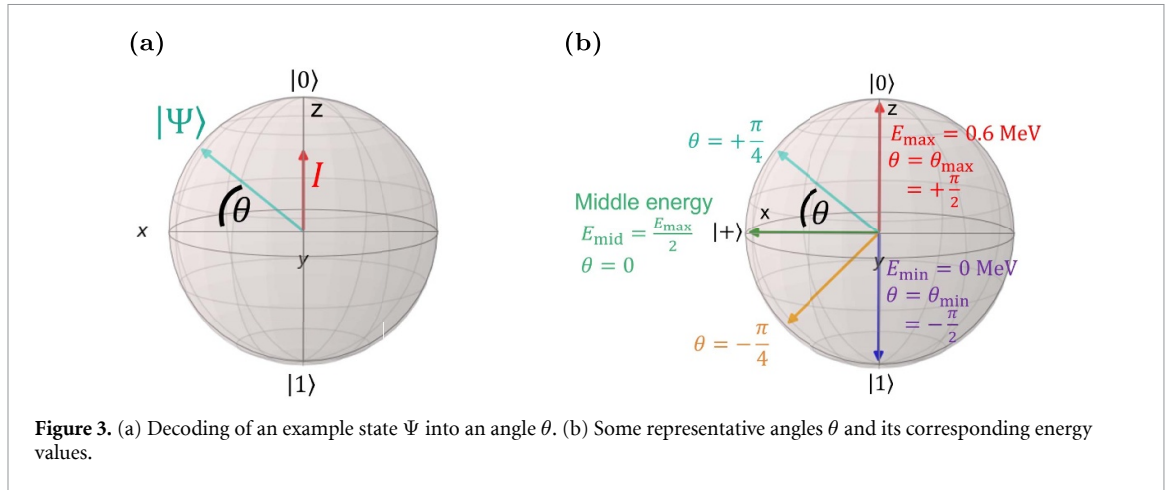 (a)
|0⟩
z
|Ψ⟩
I
θ
x
y
|1⟩
(b)
|0⟩
z
θ = +π/4
E_max = 0.6 MeV
θ = θ_max
= +π/2
Middle energy
E_mid = E_max/2
θ = 0
|+⟩
x
θ
y
E_min = 0 MeV
θ = θ_min
= −π/2
θ = −π/4
|1⟩
Figure 3. (a) Decoding of an example state Ψ into an angle θ. (b) Some representative angles θ and its corresponding energy
values.